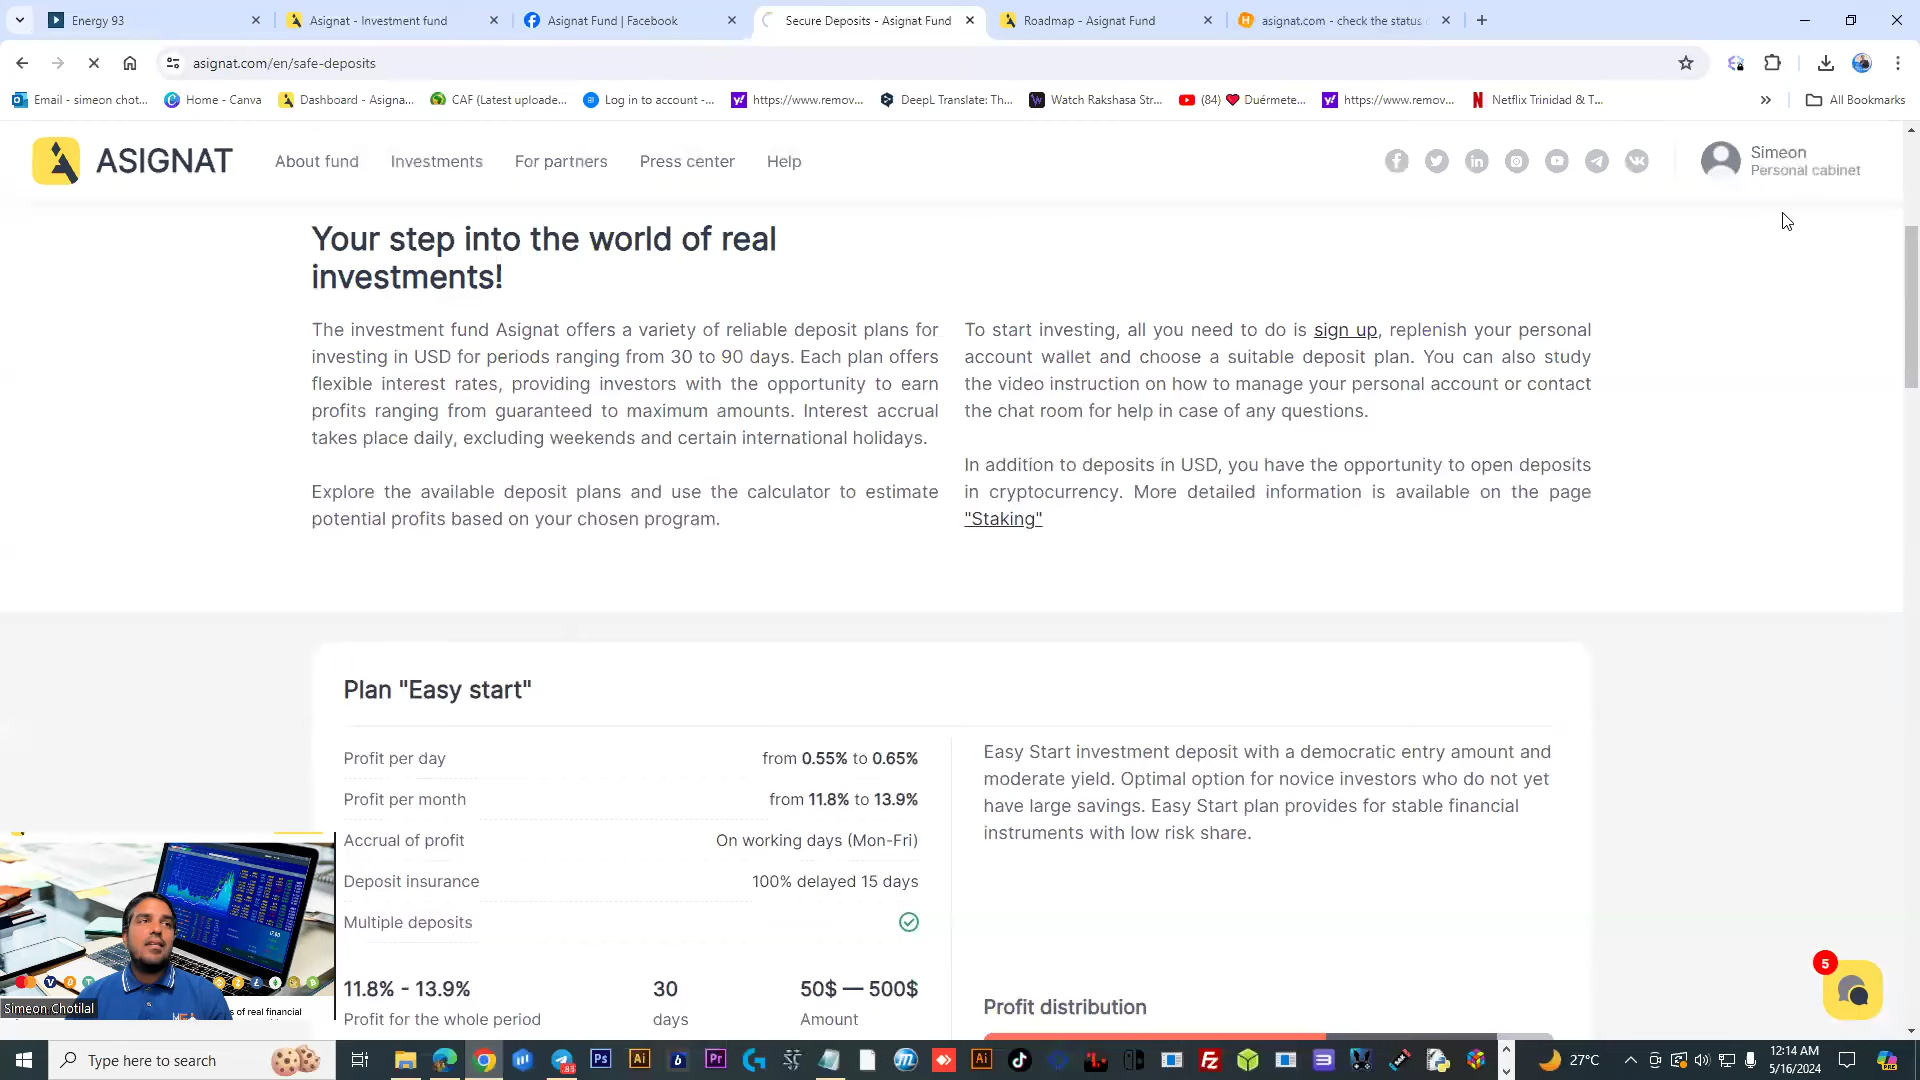 Energy 93
Asignat - Investment fund
Asignat Fund | Facebook
Secure Deposits - Asignat Fund
Roadmap - Asignat Fund
asignat.com - check the status
asignat.com/en/safe-deposits
Email - simeon chot...
Home - Canva
Dashboard - Asigna...
CAF (Latest uploade...
Log in to account -...
https://www.remov...
DeepL Translate: Th...
Watch Rakshasa Str...
(84) ❤ Duérmete...
https://www.remov...
Netflix Trinidad & T...
All Bookmarks
ASIGNAT
About fund
Investments
For partners
Press center
Help
Simeon
Personal cabinet
Your step into the world of real
investments!
The investment fund Asignat offers a variety of reliable deposit plans for
investing in USD for periods ranging from 30 to 90 days. Each plan offers
flexible interest rates, providing investors with the opportunity to earn
profits ranging from guaranteed to maximum amounts. Interest accrual
takes place daily, excluding weekends and certain international holidays.
Explore the available deposit plans and use the calculator to estimate
potential profits based on your chosen program.
To start investing, all you need to do is sign up, replenish your personal
account wallet and choose a suitable deposit plan. You can also study
the video instruction on how to manage your personal account or contact
the chat room for help in case of any questions.
In addition to deposits in USD, you have the opportunity to open deposits
in cryptocurrency. More detailed information is available on the page
"Staking"
Plan "Easy start"
Profit per day from 0.55% to 0.65%
Profit per month from 11.8% to 13.9%
Accrual of profit On working days (Mon-Fri)
Deposit insurance 100% delayed 15 days
Multiple deposits
11.8% - 13.9% 30 50$ — 500$
Profit for the whole period days Amount
Easy Start investment deposit with a democratic entry amount and
moderate yield. Optimal option for novice investors who do not yet
have large savings. Easy Start plan provides for stable financial
instruments with low risk share.
Profit distribution
5
Simeon Chotilal
s of real financial
Type here to search
27°C
12:14 AM
5/16/2024